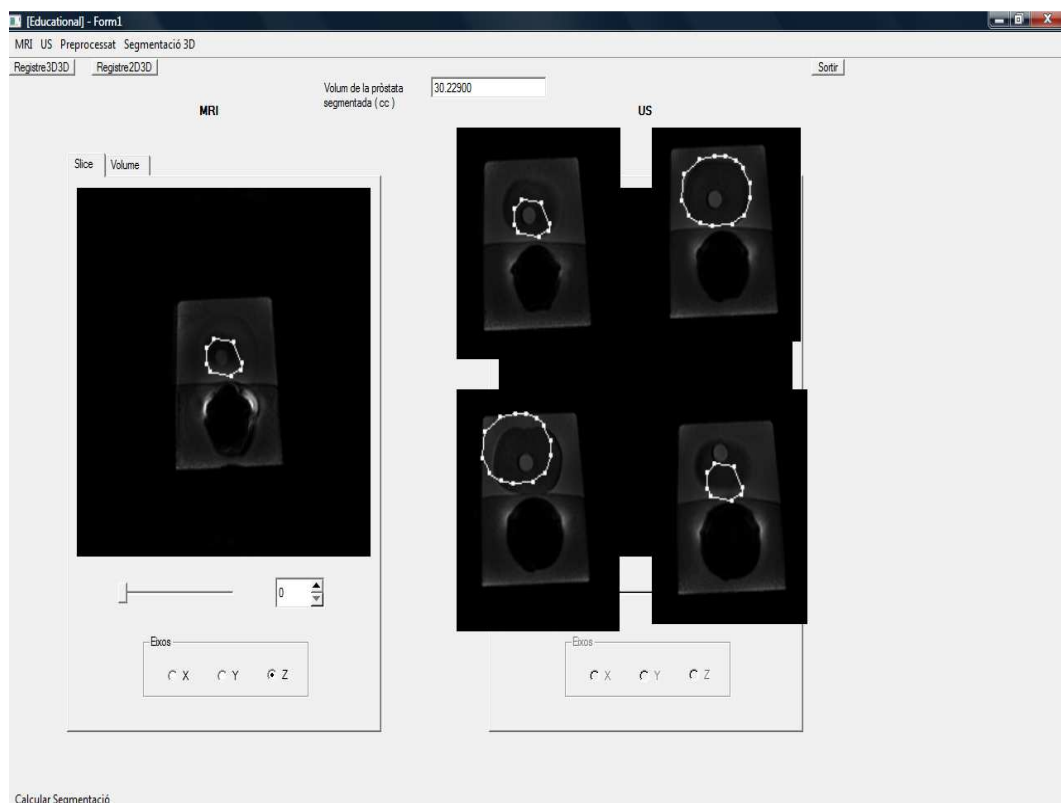 [Educational] - Form1
MRI US Preprocessat Segmentació 3D
Registre3D3D Registre2D3D Sortir
Volum de la pròstata
segmentada ( cc )
30.22900
MRI US
Slice Volume
0
Eixos Eixos
X Y Z X Y Z
Calcular Segmentació